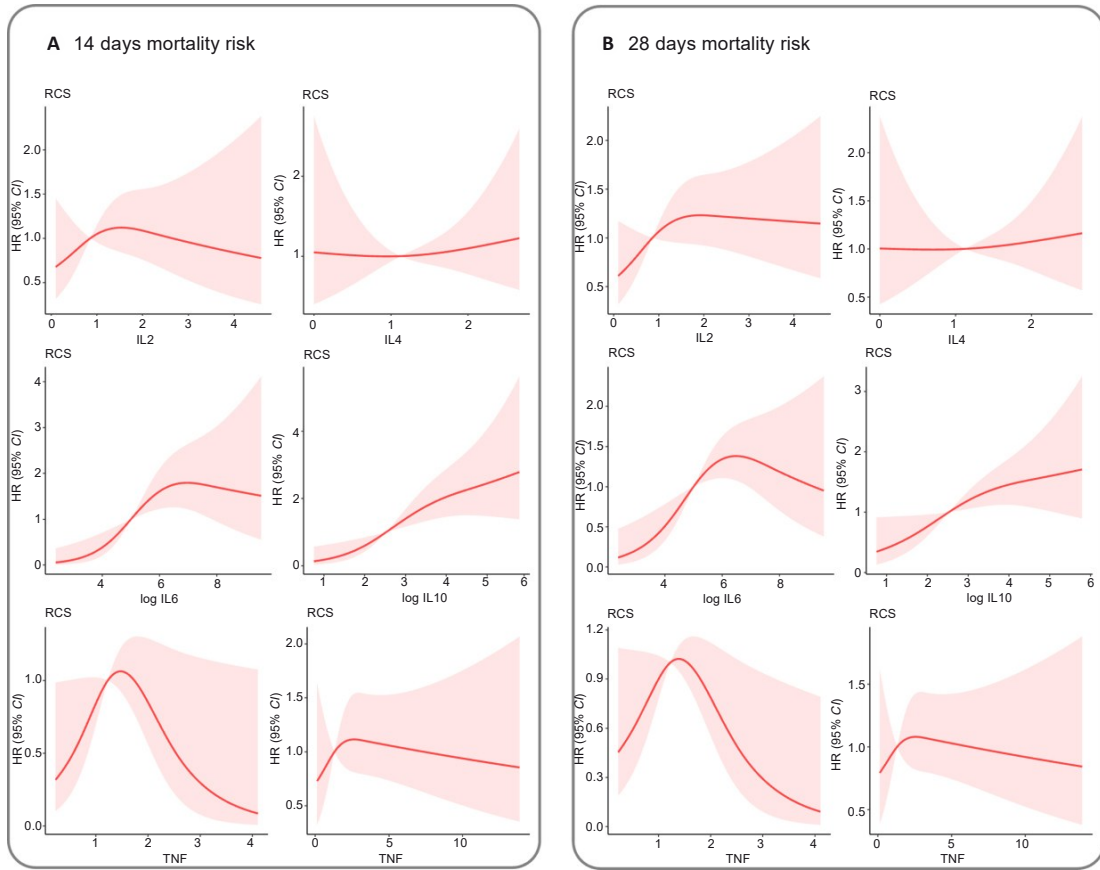 A 14 days mortality risk
RCS
HR (95% CI)
2.0
1.5
1.0
0.5
0 1 2 3 4
IL2
RCS
HR (95% CI)
2
1
0 1 2
IL4
RCS
HR (95% CI)
4
3
2
1
0
4 6 8
log IL6
RCS
HR (95% CI)
4
2
0
1 2 3 4 5 6
log IL10
RCS
HR (95% CI)
1.0
0.5
0.0
1 2 3 4
TNF
RCS
HR (95% CI)
2.0
1.5
1.0
0.5
0 5 10
TNF
B 28 days mortality risk
RCS
HR (95% CI)
2.0
1.5
1.0
0.5
0 1 2 3 4
IL2
RCS
HR (95% CI)
2.0
1.5
1.0
0.5
0 1 2
IL4
RCS
HR (95% CI)
2.0
1.5
1.0
0.5
0.0
4 6 8
log IL6
RCS
HR (95% CI)
3
2
1
0
1 2 3 4 5 6
log IL10
RCS
HR (95% CI)
1.2
0.9
0.6
0.3
0.0
1 2 3 4
TNF
RCS
HR (95% CI)
1.5
1.0
0.5
0 5 10
TNF